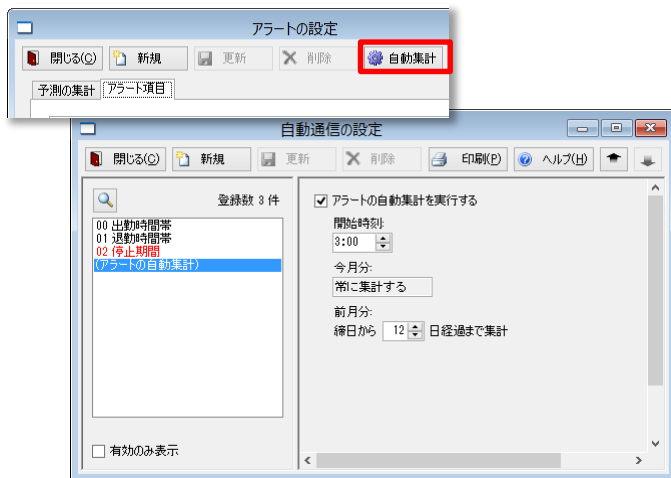 アラートの設定
閉じる(C) 新規 更新 削除 自動集計
予測の集計 アラート項目
自動通信の設定
閉じる(C) 新規 更新 削除 印刷(P) ヘルプ(H)
登録数 3 件
00 出勤時間帯
01 退勤時間帯
02 停止期間
(アラートの自動集計)
有効のみ表示
アラートの自動集計を実行する
開始時刻:
3:00
今月分:
常に集計する
前月分:
締日から 12 日経過まで集計